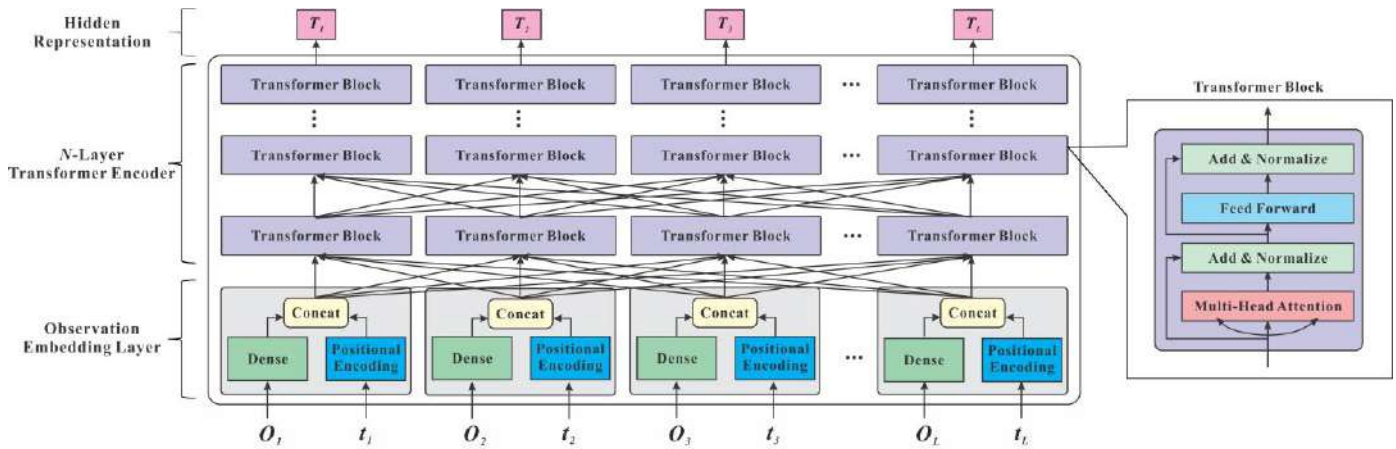 Hidden
Representation
T₁ T₂ T₃ T_L
Transformer Block Transformer Block Transformer Block ... Transformer Block
⋮ ⋮ ⋮ ⋮
N-Layer
Transformer Encoder
Transformer Block Transformer Block Transformer Block ... Transformer Block
Transformer Block Transformer Block Transformer Block ... Transformer Block
Observation
Embedding Layer
Concat Concat Concat Concat
Dense Positional Encoding Dense Positional Encoding Dense Positional Encoding ... Dense Positional Encoding
O₁ t₁ O₂ t₂ O₃ t₃ O_L t_L
Transformer Block
Add & Normalize
Feed Forward
Add & Normalize
Multi-Head Attention